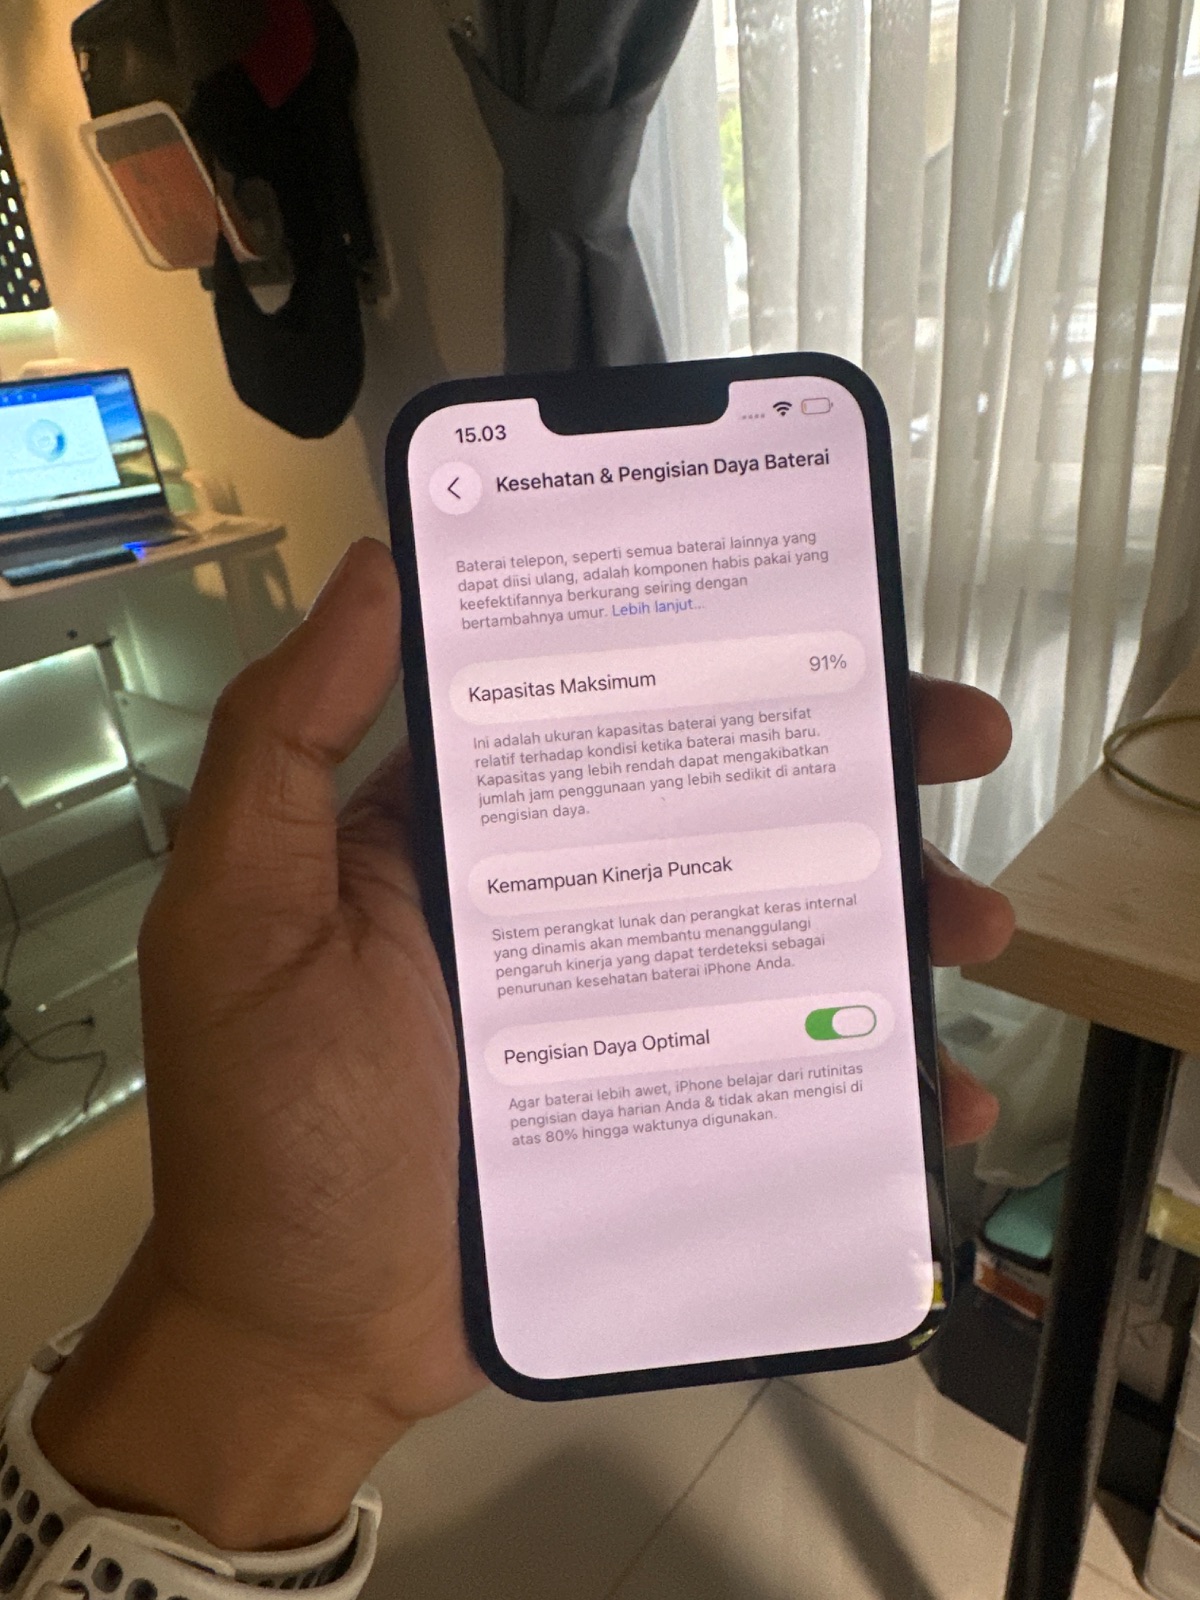 15.03
Kesehatan & Pengisian Daya Baterai
Baterai telepon, seperti semua baterai lainnya yang
dapat diisi ulang, adalah komponen habis pakai yang
keefektifannya berkurang seiring dengan
bertambahnya umur. Lebih lanjut...
Kapasitas Maksimum 91%
Ini adalah ukuran kapasitas baterai yang bersifat
relatif terhadap kondisi ketika baterai masih baru.
Kapasitas yang lebih rendah dapat mengakibatkan
jumlah jam penggunaan yang lebih sedikit di antara
pengisian daya.
Kemampuan Kinerja Puncak
Sistem perangkat lunak dan perangkat keras internal
yang dinamis akan membantu menanggulangi
pengaruh kinerja yang dapat terdeteksi sebagai
penurunan kesehatan baterai iPhone Anda.
Pengisian Daya Optimal
Agar baterai lebih awet, iPhone belajar dari rutinitas
pengisian daya harian Anda & tidak akan mengisi di
atas 80% hingga waktunya digunakan.